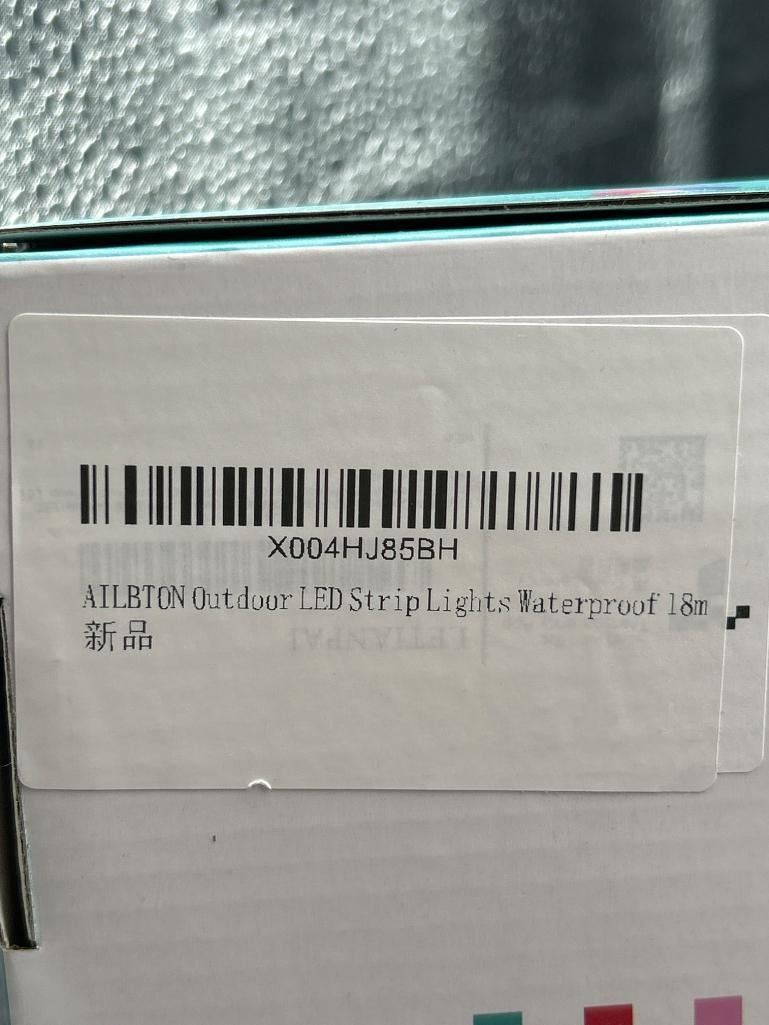 X004HJ85BH
AILBTON Outdoor LED Strip Lights Waterproof 18m
新品